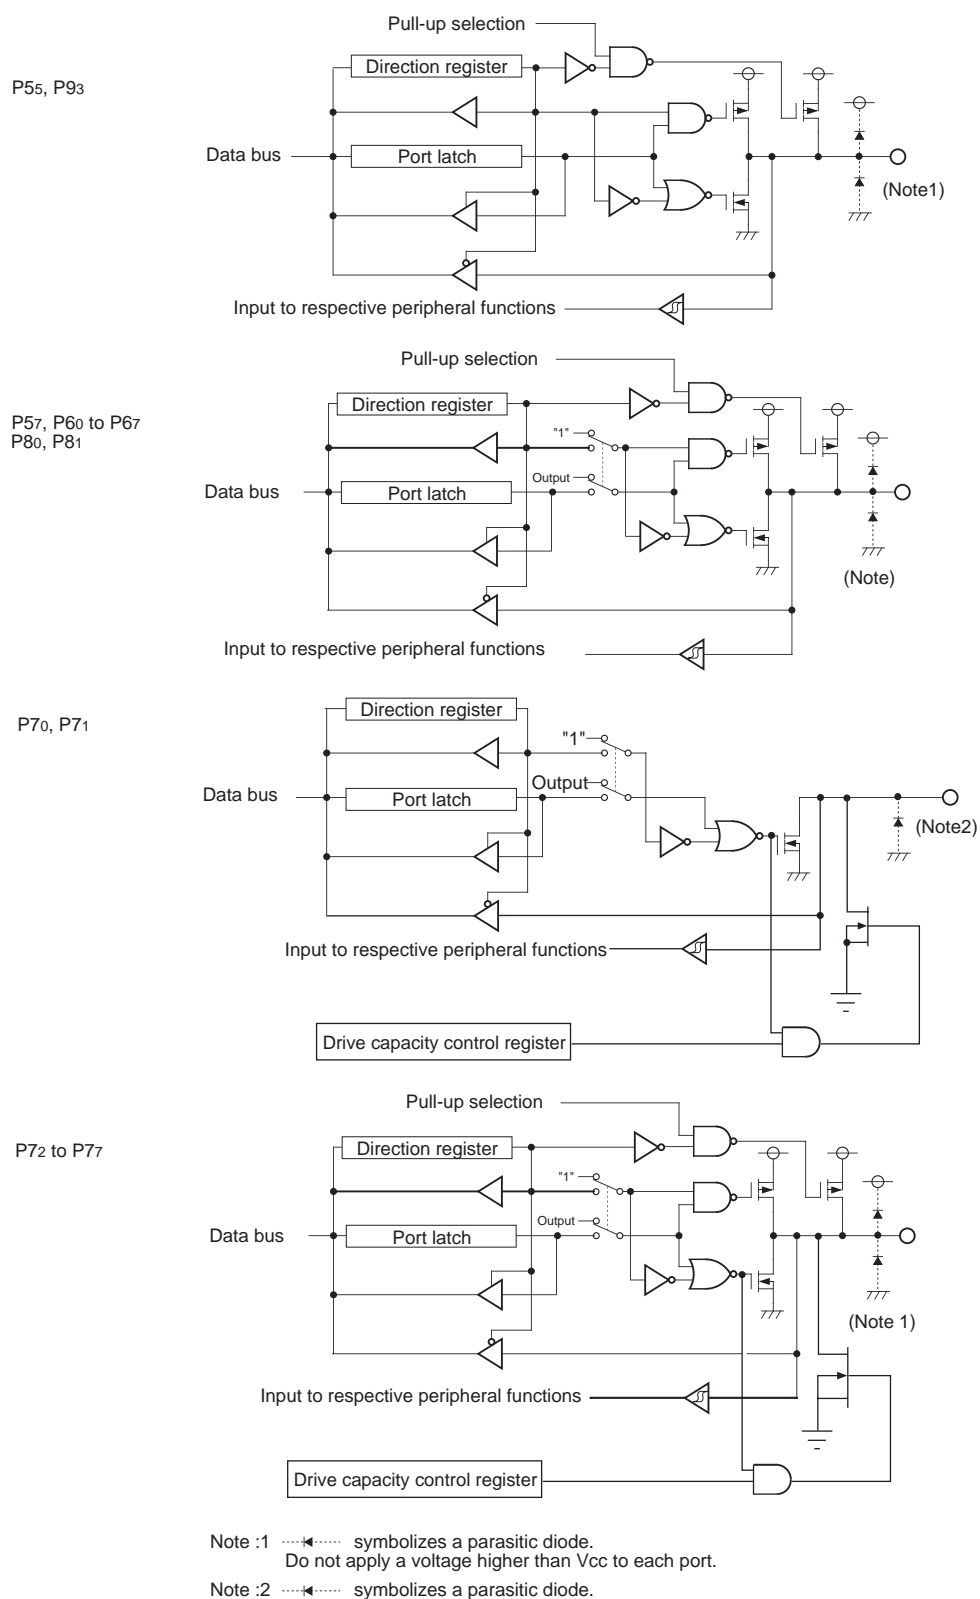 Pull-up selection
P55, P93
Direction register
Data bus
Port latch
(Note1)
Input to respective peripheral functions
Pull-up selection
P57, P60 to P67
P80, P81
Direction register
"1"
Output
Data bus
Port latch
(Note)
Input to respective peripheral functions
P70, P71
Direction register
"1"
Output
Data bus
Port latch
(Note2)
Input to respective peripheral functions
Drive capacity control register
Pull-up selection
P72 to P77
Direction register
"1"
Output
Data bus
Port latch
(Note 1)
Input to respective peripheral functions
Drive capacity control register
Note :1 symbolizes a parasitic diode.
Do not apply a voltage higher than Vcc to each port.
Note :2 symbolizes a parasitic diode.